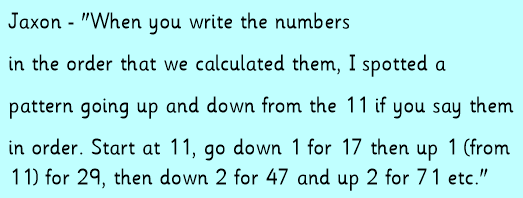 Jaxon - "When you write the numbers
in the order that we calculated them, I spotted a
pattern going up and down from the 11 if you say them
in order. Start at 11, go down 1 for 17 then up 1 (from
11) for 29, then down 2 for 47 and up 2 for 71 etc."